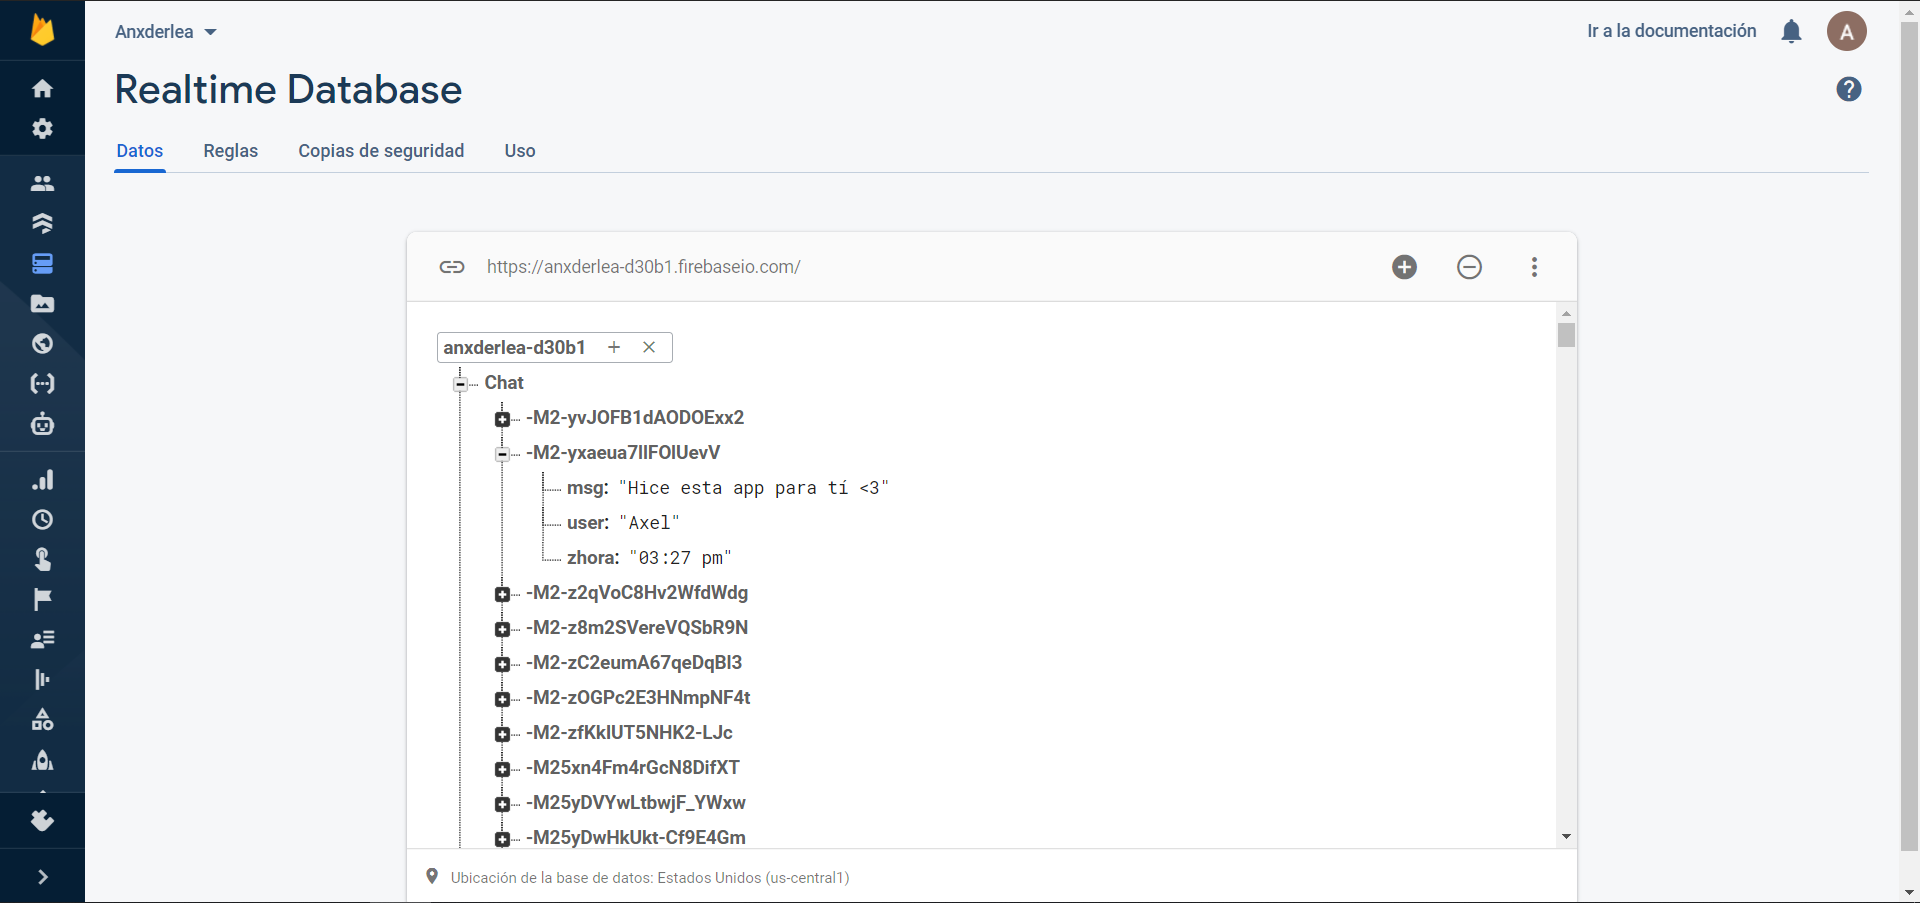 Anxderlea
Ir a la documentación
A
Realtime Database
?
Datos Reglas Copias de seguridad Uso
https://anxderlea-d30b1.firebaseio.com/
anxderlea-d30b1
Chat
-M2-yvJOFB1dAODOExx2
-M2-yxaeua7IlFOlUevV
msg: "Hice esta app para tí <3"
user: "Axel"
zhora: "03:27 pm"
-M2-z2qVoC8Hv2WfdWdg
-M2-z8m2SVereVQSbR9N
-M2-zC2eumA67qeDqBI3
-M2-zOGPc2E3HNmpNF4t
-M2-zfKkIUT5NHK2-LJc
-M25xn4Fm4rGcN8DifXT
-M25yDVYwLtbwjF_YWxw
-M25yDwHkUkt-Cf9E4Gm
Ubicación de la base de datos: Estados Unidos (us-central1)